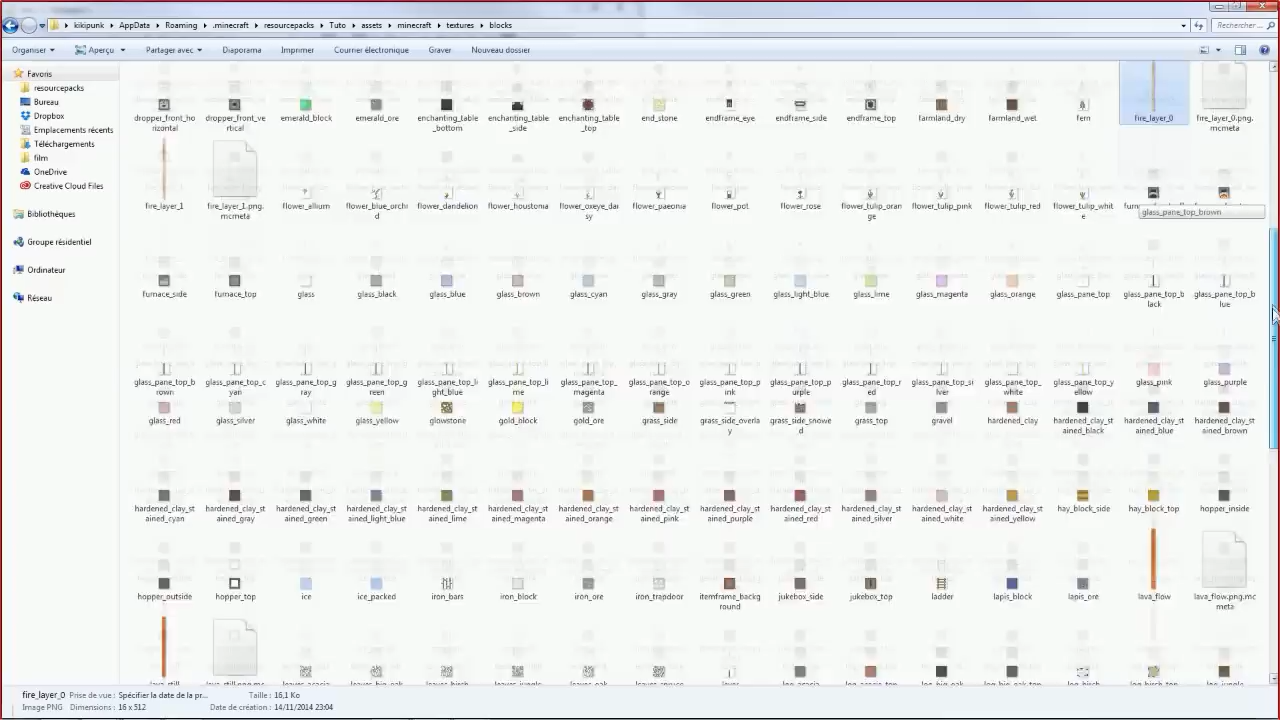 kikipunk ▸ AppData ▸ Roaming ▸ .minecraft ▸ resourcepacks ▸ Tuto ▸ assets ▸ minecraft ▸ textures ▸ blocks
Rechercher ...
Organiser Aperçu Partager avec Diaporama Imprimer Courrier électronique Graver Nouveau dossier
Favoris
resourcepacks
Bureau
Dropbox
Emplacements récents
Téléchargements
film
OneDrive
Creative Cloud Files
Bibliothèques
Groupe résidentiel
Ordinateur
Réseau
dropper_front_horizontal dropper_front_vertical emerald_block emerald_ore enchanting_table_bottom enchanting_table_side enchanting_table_top end_stone endframe_eye endframe_side endframe_top farmland_dry farmland_wet fern fire_layer_0 fire_layer_0.png.mcmeta
fire_layer_1 fire_layer_1.png.mcmeta flower_allium flower_blue_orchid flower_dandelion flower_houstonia flower_oxeye_daisy flower_paeonia flower_pot flower_rose flower_tulip_orange flower_tulip_pink flower_tulip_red flower_tulip_white
glass_pane_top_brown
furnace_side furnace_top glass glass_black glass_blue glass_brown glass_cyan glass_gray glass_green glass_light_blue glass_lime glass_magenta glass_orange glass_pane_top glass_pane_top_black glass_pane_top_blue
glass_pane_top_brown glass_pane_top_cyan glass_pane_top_gray glass_pane_top_green glass_pane_top_light_blue glass_pane_top_lime glass_pane_top_magenta glass_pane_top_orange glass_pane_top_pink glass_pane_top_purple glass_pane_top_red glass_pane_top_silver glass_pane_top_white glass_pane_top_yellow glass_pink glass_purple
glass_red glass_silver glass_white glass_yellow glowstone gold_block gold_ore grass_side grass_side_overlay grass_side_snowed grass_top gravel hardened_clay hardened_clay_stained_black hardened_clay_stained_blue hardened_clay_stained_brown
hardened_clay_stained_cyan hardened_clay_stained_gray hardened_clay_stained_green hardened_clay_stained_light_blue hardened_clay_stained_lime hardened_clay_stained_magenta hardened_clay_stained_orange hardened_clay_stained_pink hardened_clay_stained_purple hardened_clay_stained_red hardened_clay_stained_silver hardened_clay_stained_white hardened_clay_stained_yellow hay_block_side hay_block_top hopper_inside
hopper_outside hopper_top ice ice_packed iron_bars iron_block iron_ore iron_trapdoor itemframe_background jukebox_side jukebox_top ladder lapis_block lapis_ore lava_flow lava_flow.png.mcmeta
fire_layer_0 Prise de vue : Spécifier la date de la pr... Taille : 16,1 Ko
Image PNG Dimensions : 16 x 512 Date de création : 14/11/2014 23:04